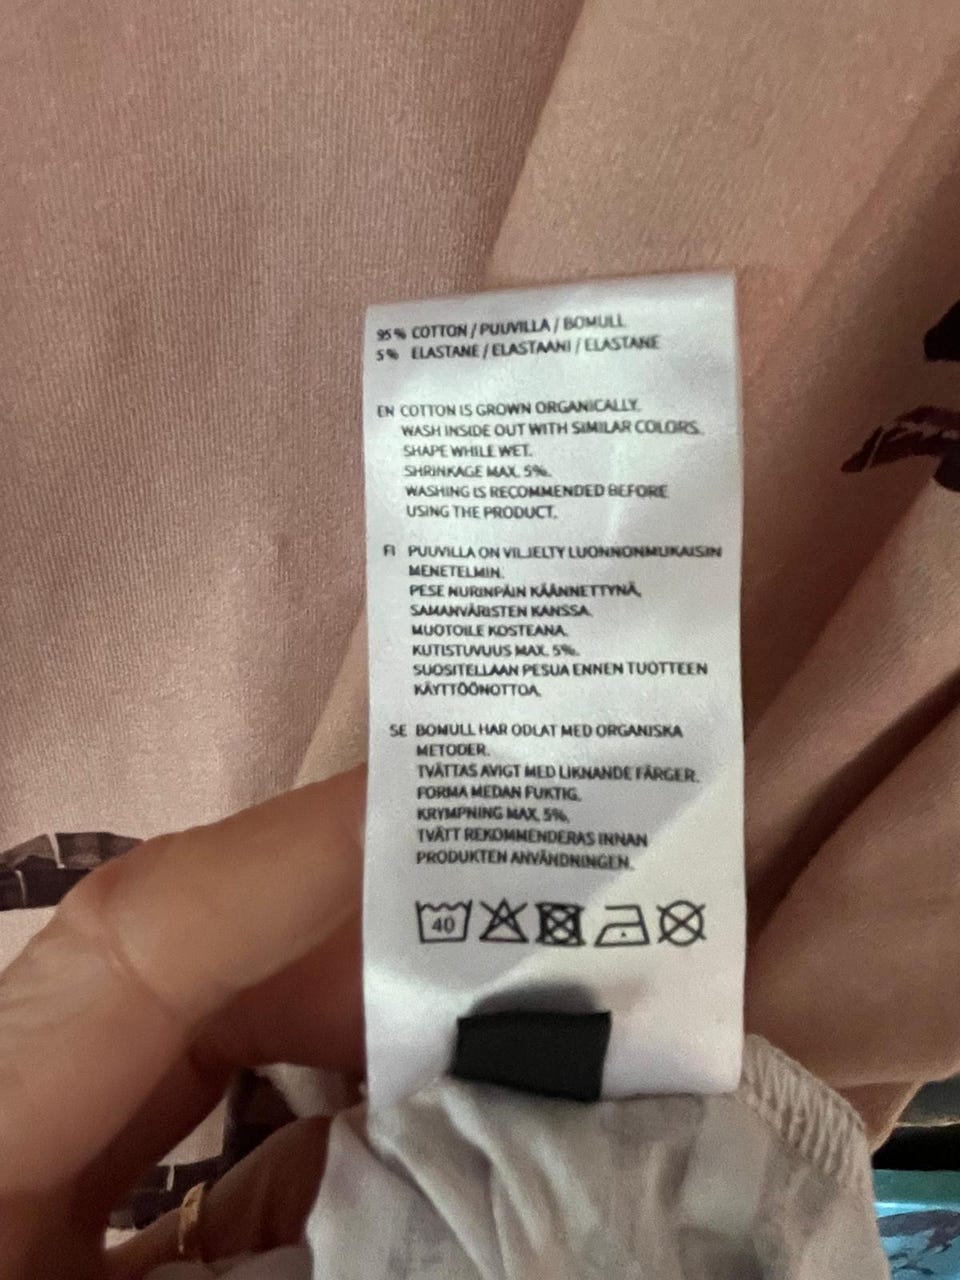 95% COTTON / PUUVILLA / BOMULL
5% ELASTANE / ELASTAANI / ELASTANE
EN COTTON IS GROWN ORGANICALLY.
WASH INSIDE OUT WITH SIMILAR COLORS.
SHAPE WHILE WET.
SHRINKAGE MAX. 5%.
WASHING IS RECOMMENDED BEFORE
USING THE PRODUCT.
FI PUUVILLA ON VILJELTY LUONNONMUKAISIN
MENETELMIN.
PESE NURINPÄIN KÄÄNNETTYNÄ,
SAMANVÄRISTEN KANSSA.
MUOTOILE KOSTEANA.
KUTISTUVUUS MAX. 5%.
SUOSITELLAAN PESUA ENNEN TUOTTEEN
KÄYTTÖÖNOTTOA.
SE BOMULL HAR ODLAT MED ORGANISKA
METODER.
TVÄTTAS AVIGT MED LIKNANDE FÄRGER.
FORMA MEDAN FUKTIG.
KRYMPNING MAX. 5%.
TVÄTT REKOMMENDERAS INNAN
PRODUKTEN ANVÄNDNINGEN.
40